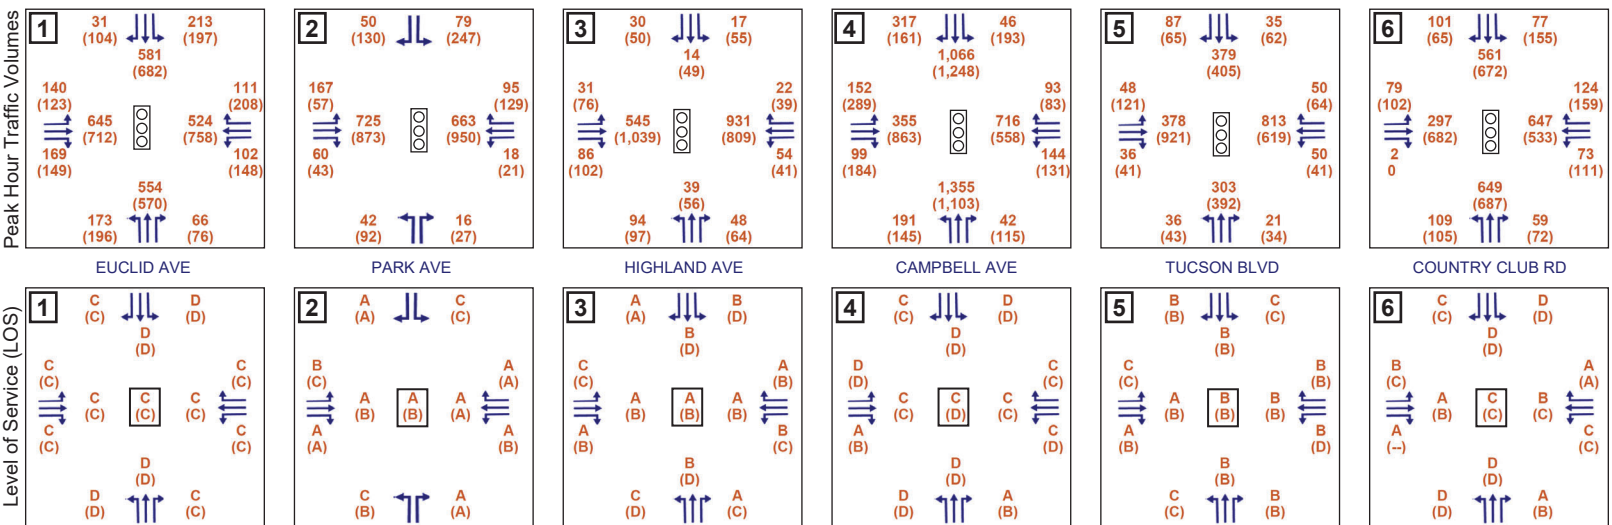 Peak Hour Traffic Volumes
1
31
(104)
213
(197)
581
(682)
140
(123)
111
(208)
645
(712)
524
(758)
169
(149)
102
(148)
554
(570)
173
(196)
66
(76)
EUCLID AVE
2
50
(130)
79
(247)
167
(57)
95
(129)
725
(873)
663
(950)
60
(43)
18
(21)
42
(92)
16
(27)
PARK AVE
3
30
(50)
17
(55)
14
(49)
31
(76)
22
(39)
545
(1,039)
931
(809)
86
(102)
54
(41)
39
(56)
94
(97)
48
(64)
HIGHLAND AVE
4
317
(161)
46
(193)
1,066
(1,248)
152
(289)
93
(83)
355
(863)
716
(558)
99
(184)
144
(131)
1,355
(1,103)
191
(145)
42
(115)
CAMPBELL AVE
5
87
(65)
35
(62)
379
(405)
48
(121)
50
(64)
378
(921)
813
(619)
36
(41)
50
(41)
303
(392)
36
(43)
21
(34)
TUCSON BLVD
6
101
(65)
77
(155)
561
(672)
79
(102)
124
(159)
297
(682)
647
(533)
2
0
73
(111)
649
(687)
109
(105)
59
(72)
COUNTRY CLUB RD
Level of Service (LOS)
1
C
(C)
D
(D)
D
(D)
C
(C)
C
(C)
C
(C)
C
(C)
C
(C)
C
(C)
C
(C)
D
(D)
D
(D)
C
(C)
2
A
(A)
C
(C)
B
(C)
A
(A)
A
(B)
A
(B)
A
(A)
A
(A)
A
(B)
C
(B)
A
(A)
3
A
(A)
B
(D)
B
(D)
C
(C)
A
(B)
A
(B)
A
(B)
A
(B)
A
(B)
B
(C)
B
(D)
C
(D)
A
(C)
4
C
(C)
D
(D)
D
(D)
D
(D)
C
(C)
C
(C)
C
(D)
C
(C)
A
(B)
C
(D)
D
(D)
D
(D)
A
(B)
5
B
(B)
C
(C)
B
(B)
C
(C)
B
(B)
A
(B)
B
(B)
B
(B)
A
(B)
B
(D)
B
(B)
C
(C)
B
(B)
6
C
(C)
D
(D)
D
(D)
B
(C)
A
(A)
A
(B)
C
(C)
B
(C)
A
(--)
C
(C)
D
(D)
D
(D)
A
(B)